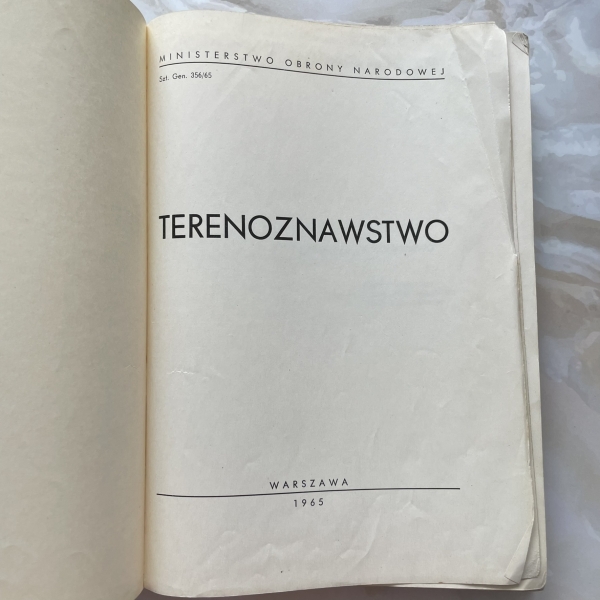 MINISTERSTWO OBRONY NARODOWEJ
Szt. Gen. 356/65
TERENOZNAWSTWO
WARSZAWA
1965